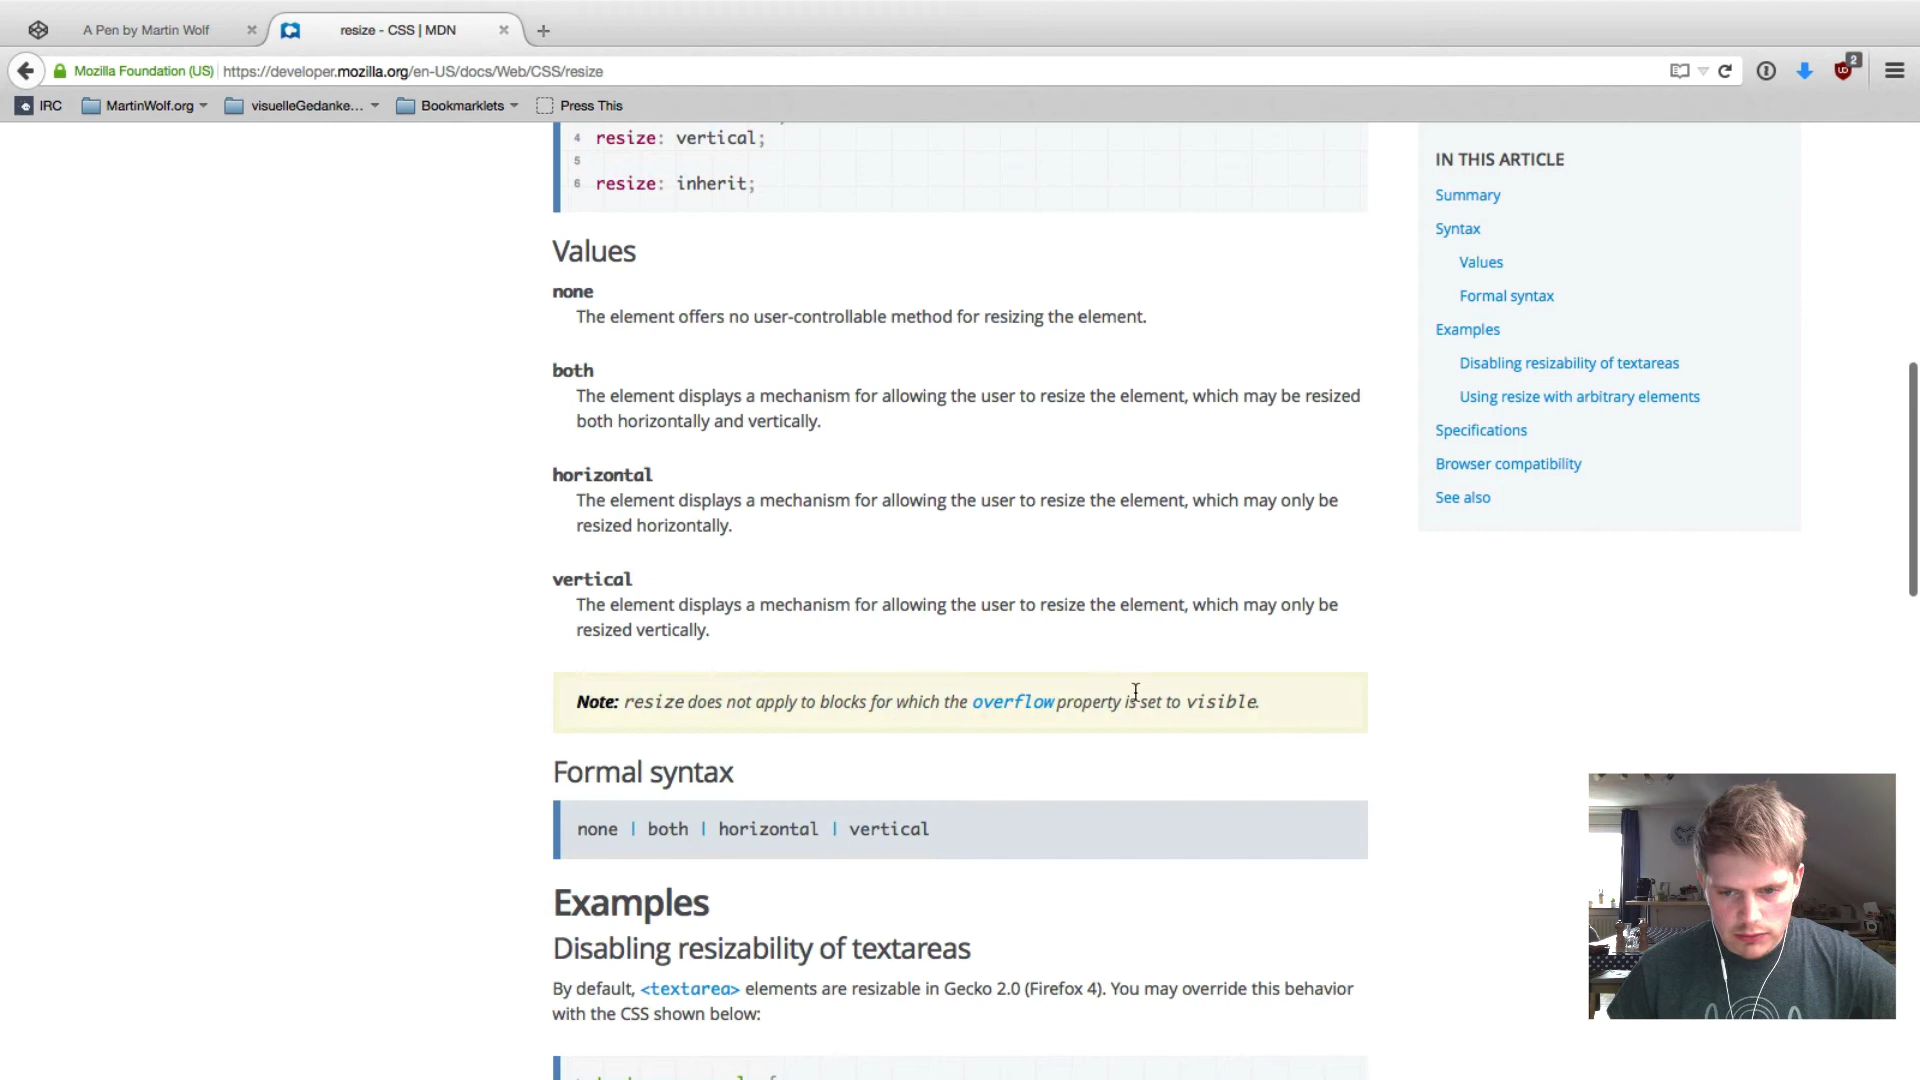 A Pen by Martin Wolf
resize - CSS | MDN
Mozilla Foundation (US)
https://developer.mozilla.org/en-US/docs/Web/CSS/resize
2
IRC
MartinWolf.org
visuelleGedanke...
Bookmarklets
Press This
4 resize: vertical;
5
6 resize: inherit;
Values
none
The element offers no user-controllable method for resizing the element.
both
The element displays a mechanism for allowing the user to resize the element, which may be resized
both horizontally and vertically.
horizontal
The element displays a mechanism for allowing the user to resize the element, which may only be
resized horizontally.
vertical
The element displays a mechanism for allowing the user to resize the element, which may only be
resized vertically.
Note: resize does not apply to blocks for which the overflow property is set to visible.
Formal syntax
none | both | horizontal | vertical
Examples
Disabling resizability of textareas
By default, <textarea> elements are resizable in Gecko 2.0 (Firefox 4). You may override this behavior
with the CSS shown below:
IN THIS ARTICLE
Summary
Syntax
Values
Formal syntax
Examples
Disabling resizability of textareas
Using resize with arbitrary elements
Specifications
Browser compatibility
See also